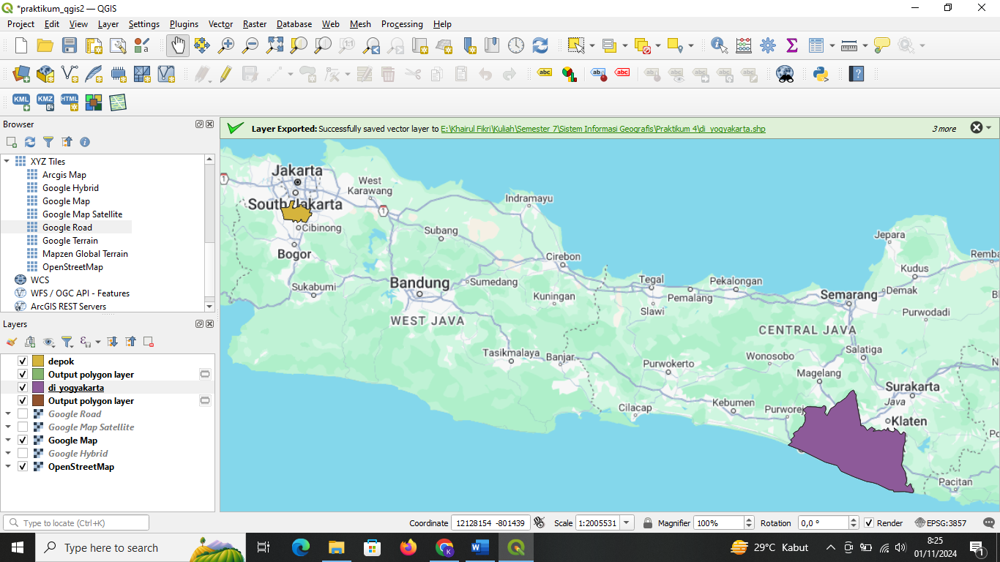 *praktikum_qgis2 — QGIS
Project Edit View Layer Settings Plugins Vector Raster Database Web Mesh Processing Help
KML KMZ HTML
Browser
XYZ Tiles
Arcgis Map
Google Hybrid
Google Map
Google Map Satellite
Google Road
Google Terrain
Mapzen Global Terrain
OpenStreetMap
WCS
WFS / OGC API - Features
ArcGIS REST Servers
Layers
depok
Output polygon layer
di_yogyakarta
Output polygon layer
Google Road
Google Map Satellite
Google Map
Google Hybrid
OpenStreetMap
Layer Exported: Successfully saved vector layer to E:\Khairul Fikri\Kuliah\Semester 7\Sistem Informasi Geografis\Praktikum 4\di_yogyakarta.shp
3 more
Jakarta
West
Karawang
South Jakarta
Indramayu
Cibinong
Subang
Jepara
Bogor
Cirebon
Remba
Kudus
Sukabumi
Bandung
Sumedang
Tegal
Pekalongan
Kuningan
Pemalang
Semarang
Demak
Slawi
Purwodadi
WEST JAVA
CENTRAL JAVA
Tasikmalaya
Banjar
Wonosobo
Salatiga
Purwokerto
Magelang
Surakarta
Java
Cilacap
Kebumen
Purworej
Klaten
Pacitan
Type to locate (Ctrl+K)
Coordinate 12128154 -801439 Scale 1:2005531 Magnifier 100% Rotation 0,0 ° Render EPSG:3857
Type here to search
29°C Kabut
8:25
01/11/2024
1